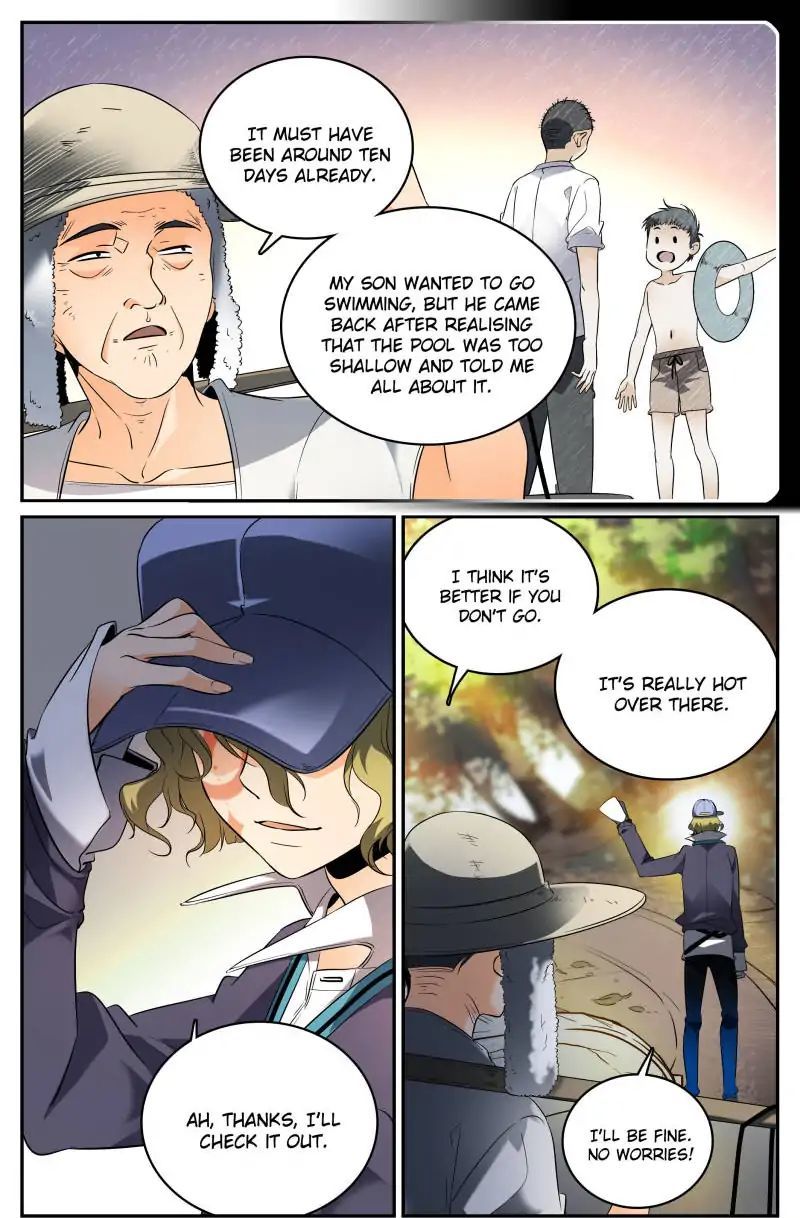 IT MUST HAVE
BEEN AROUND TEN
DAYS ALREADY.
MY SON WANTED TO GO
SWIMMING, BUT HE CAME
BACK AFTER REALISING
THAT THE POOL WAS TOO
SHALLOW AND TOLD ME
ALL ABOUT IT.
AH, THANKS, I'LL
CHECK IT OUT.
I THINK IT'S
BETTER IF YOU
DON'T GO.
IT'S REALLY HOT
OVER THERE.
I'LL BE FINE.
NO WORRIES!